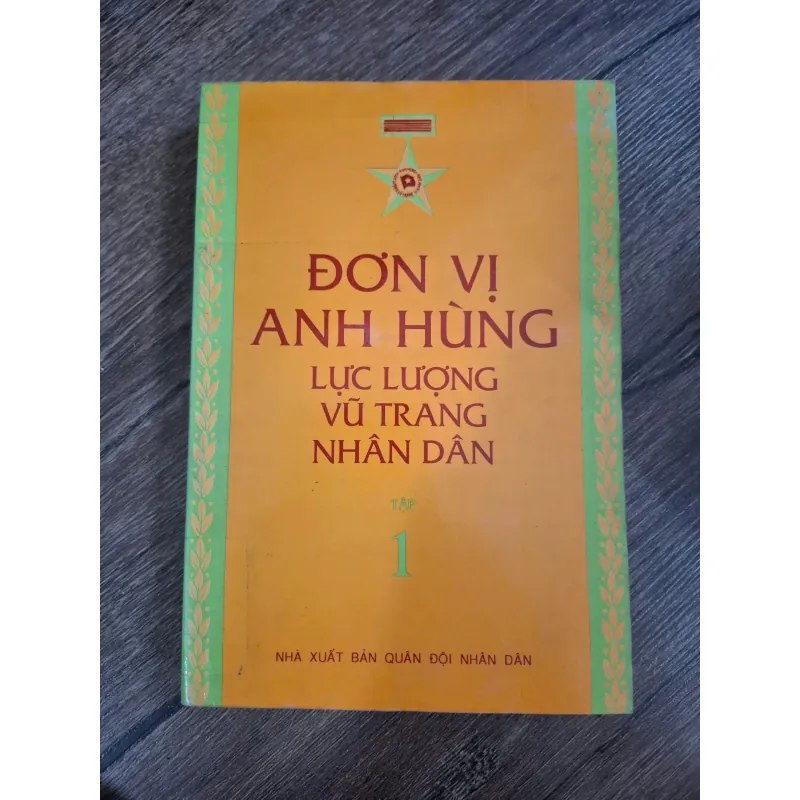 ĐƠN VỊ
ANH HÙNG
LỰC LƯỢNG
VŨ TRANG
NHÂN DÂN
TẬP
1
NHÀ XUẤT BẢN QUÂN ĐỘI NHÂN DÂN